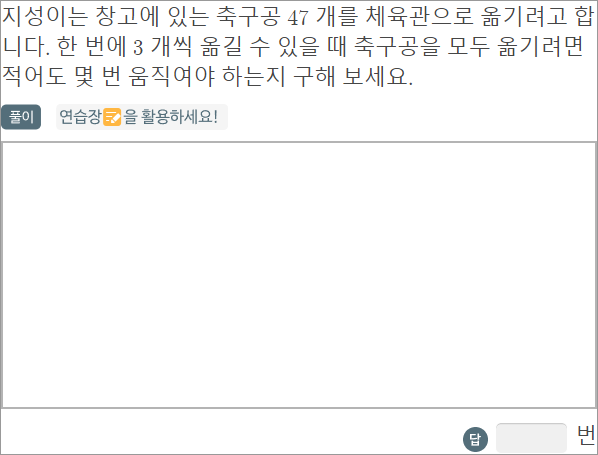 지성이는 창고에 있는 축구공 47 개를 체육관으로 옮기려고 합
니다. 한 번에 3 개씩 옮길 수 있을 때 축구공을 모두 옮기려면
적어도 몇 번 움직여야 하는지 구해 보세요.
풀이 연습장을 활용하세요!
답 번